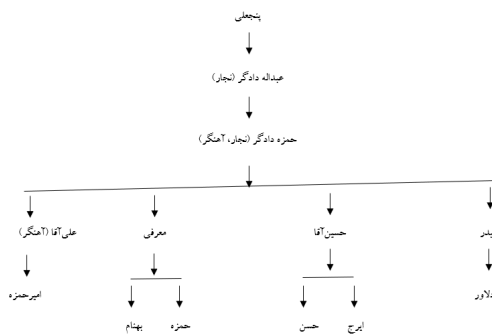 پنجعلی
عبداله دادگر (نجار)
حمزه دادگر (نجار، آهنگر)
حسین‌آقا معرفی علی‌آقا (آهنگر)
دلاور امیرحمزه
ایرج حسن حمزه بهنام